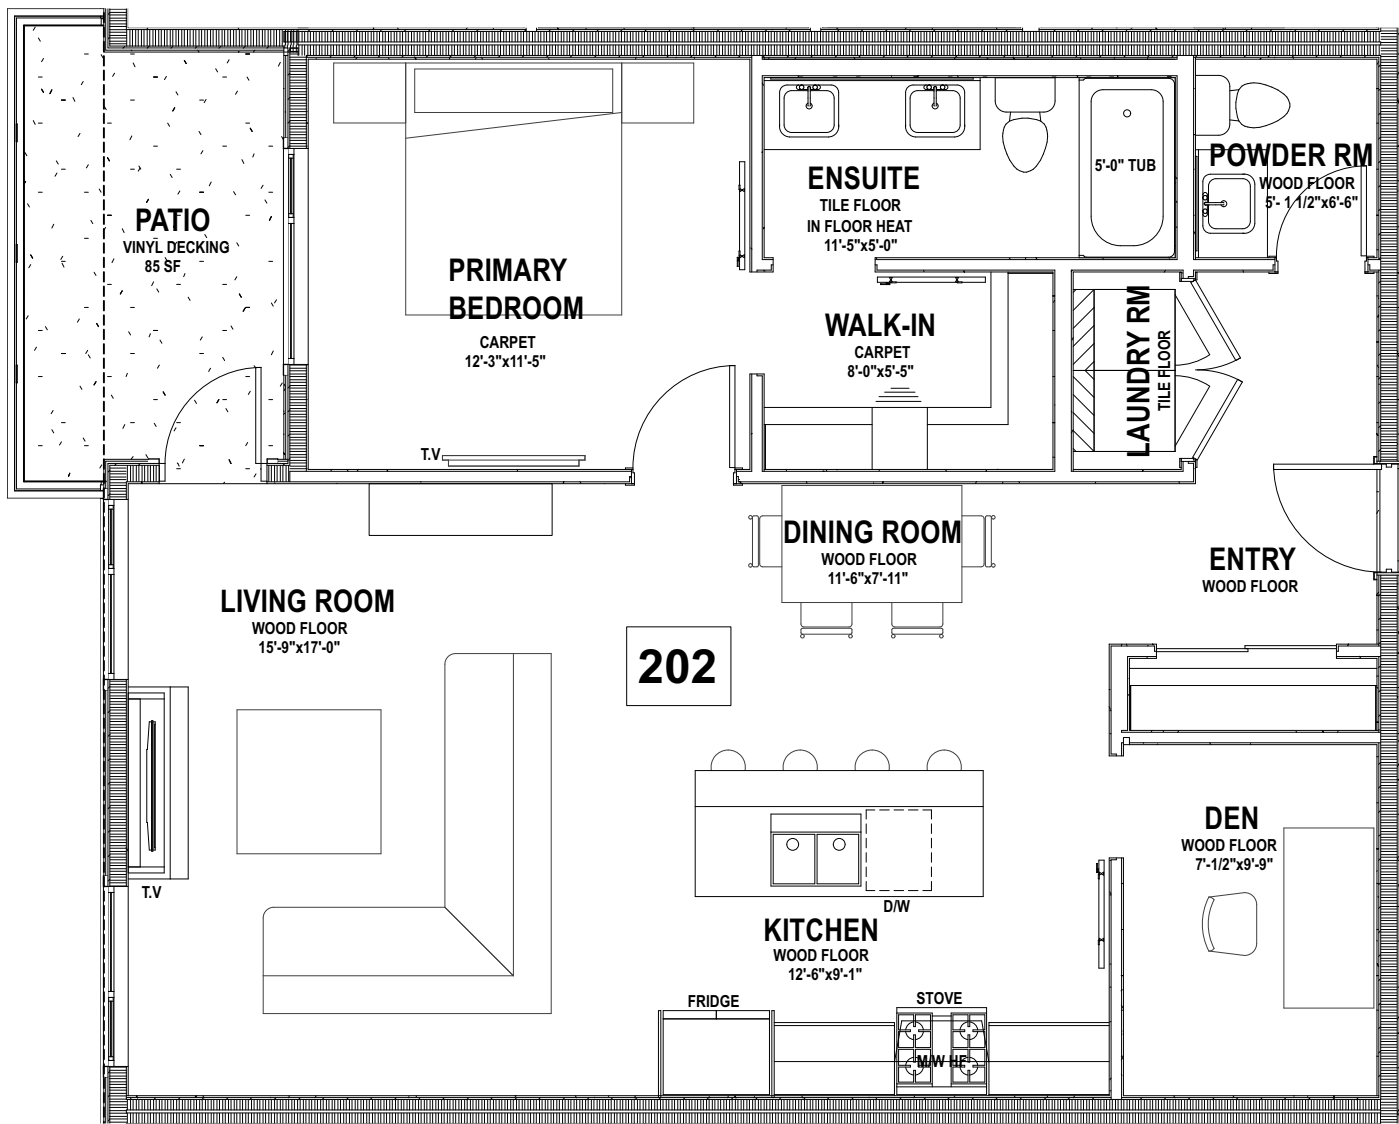 PATIO
VINYL DECKING
85 SF
PRIMARY
BEDROOM
CARPET
12'-3"x11'-5"
T.V
ENSUITE
TILE FLOOR
IN FLOOR HEAT
11'-5"x5'-0"
5'-0" TUB
POWDER RM
WOOD FLOOR
5'- 1 1/2"x6'-6"
WALK-IN
CARPET
8'-0"x5'-5"
LAUNDRY RM
TILE FLOOR
DINING ROOM
WOOD FLOOR
11'-6"x7'-11"
ENTRY
WOOD FLOOR
LIVING ROOM
WOOD FLOOR
15'-9"x17'-0"
202
T.V
DEN
WOOD FLOOR
7'-1/2"x9'-9"
D/W
KITCHEN
WOOD FLOOR
12'-6"x9'-1"
FRIDGE
STOVE
M/W HF